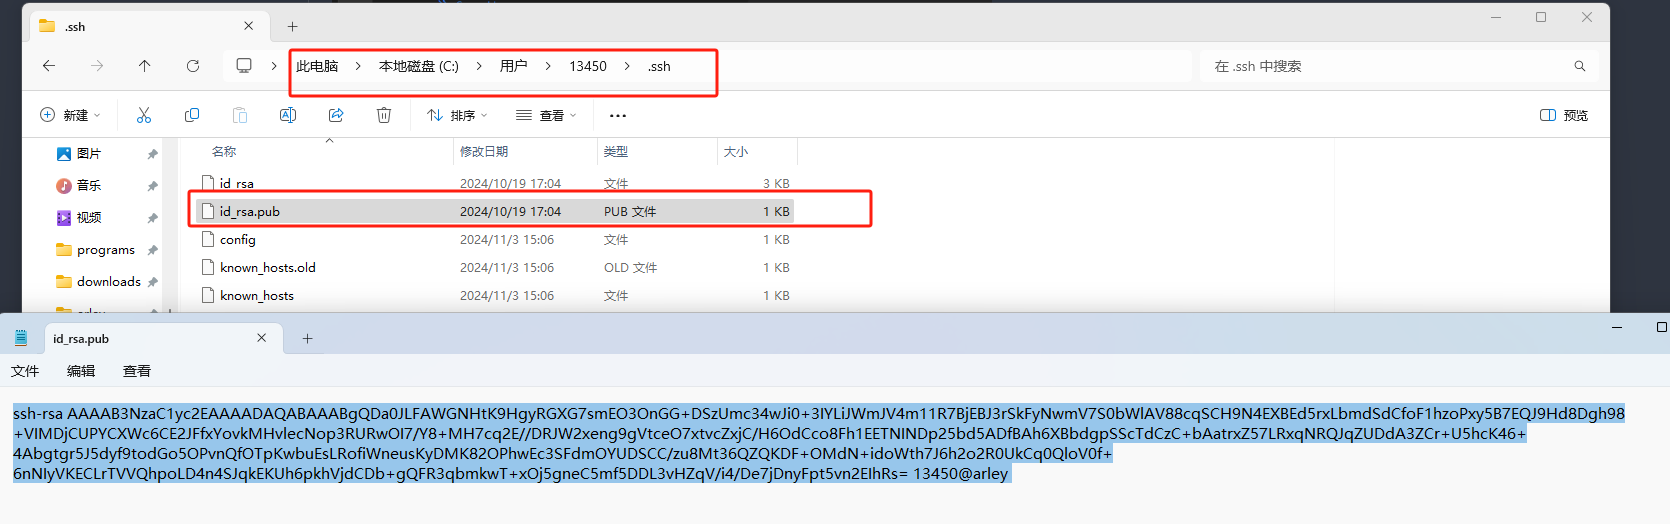 .ssh
此电脑 > 本地磁盘 (C:) > 用户 > 13450 > .ssh
在 .ssh 中搜索
新建
排序
查看
预览
名称 修改日期 类型 大小
图片
音乐
视频
programs
downloads
id_rsa 2024/10/19 17:04 文件 3 KB
id_rsa.pub 2024/10/19 17:04 PUB 文件 1 KB
config 2024/11/3 15:06 文件 1 KB
known_hosts.old 2024/11/3 15:06 OLD 文件 1 KB
known_hosts 2024/11/3 15:06 文件 1 KB
id_rsa.pub
文件 编辑 查看
ssh-rsa AAAAB3NzaC1yc2EAAAADAQABAAABgQDa0JLFAWGNHtK9HgyRGXG7smEO3OnGG+DSzUmc34wJi0+3IYLiJWmJV4m11R7BjEBJ3rSkFyNwmV7S0bWlAV88cqSCH9N4EXBEd5rxLbmdSdCfoF1hzoPxy5B7EQJ9Hd8Dgh98
+VIMDjCUPYCXWc6CE2JFfxYovkMHvlecNop3RURwOI7/Y8+MH7cq2E//DRJW2xeng9gVtceO7xtvcZxjC/H6OdCco8Fh1EETNINDp25bd5ADfBAh6XBbdgpSScTdCzC+bAatrxZ57LRxqNRQJqZUDdA3ZCr+U5hcK46+
4Abgtgr5J5dyf9todGo5OPvnQfOTpKwbuEsLRofiWneusKyDMK82OPhwEc3SFdmOYUDSCC/zu8Mt36QZQKDF+OMdN+idoWth7J6h2o2R0UkCq0QloV0f+
6nNIyVKECLrTVVQhpoLD4n4SJqkEKUh6pkhVjdCDb+gQFR3qbmkwT+xOj5gneC5mf5DDL3vHZqV/i4/De7jDnyFpt5vn2EIhRs= 13450@arley